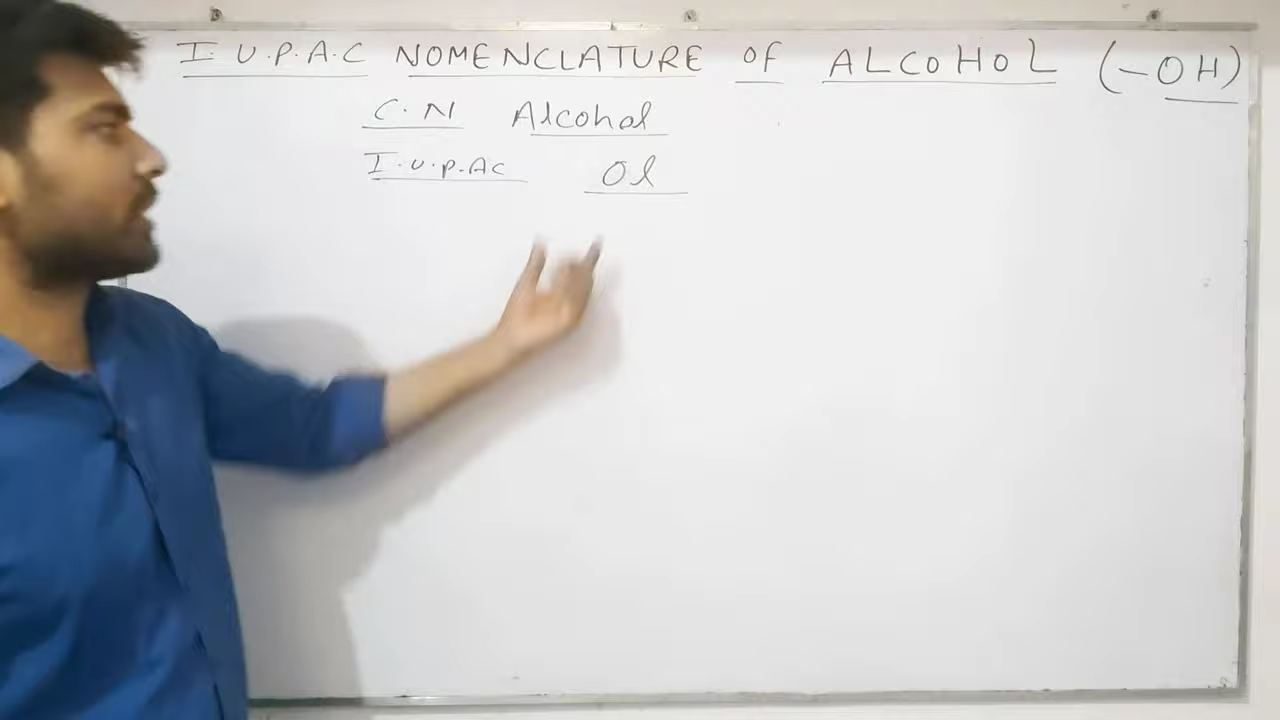 I.U.P.A.C NOMENCLATURE OF ALCOHOL (-OH)
C.N Alcohol
I.U.P.AC Ol